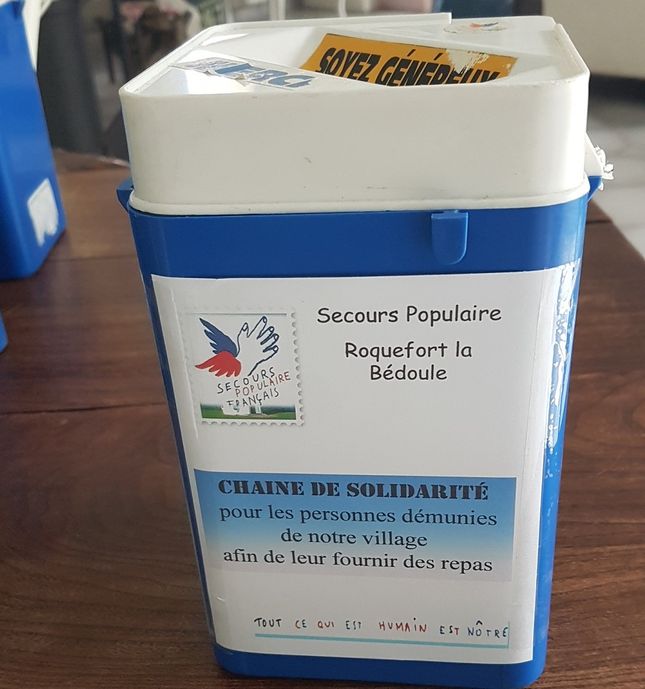 SOYEZ GÉNÉREUX
MERCI
Secours Populaire
Roquefort la
Bédoule
SECOURS
POPULAIRE
FRANÇAIS
CHAINE DE SOLIDARITÉ
pour les personnes démunies
de notre village
afin de leur fournir des repas
TOUT CE QUI EST HUMAIN EST NÔTRE